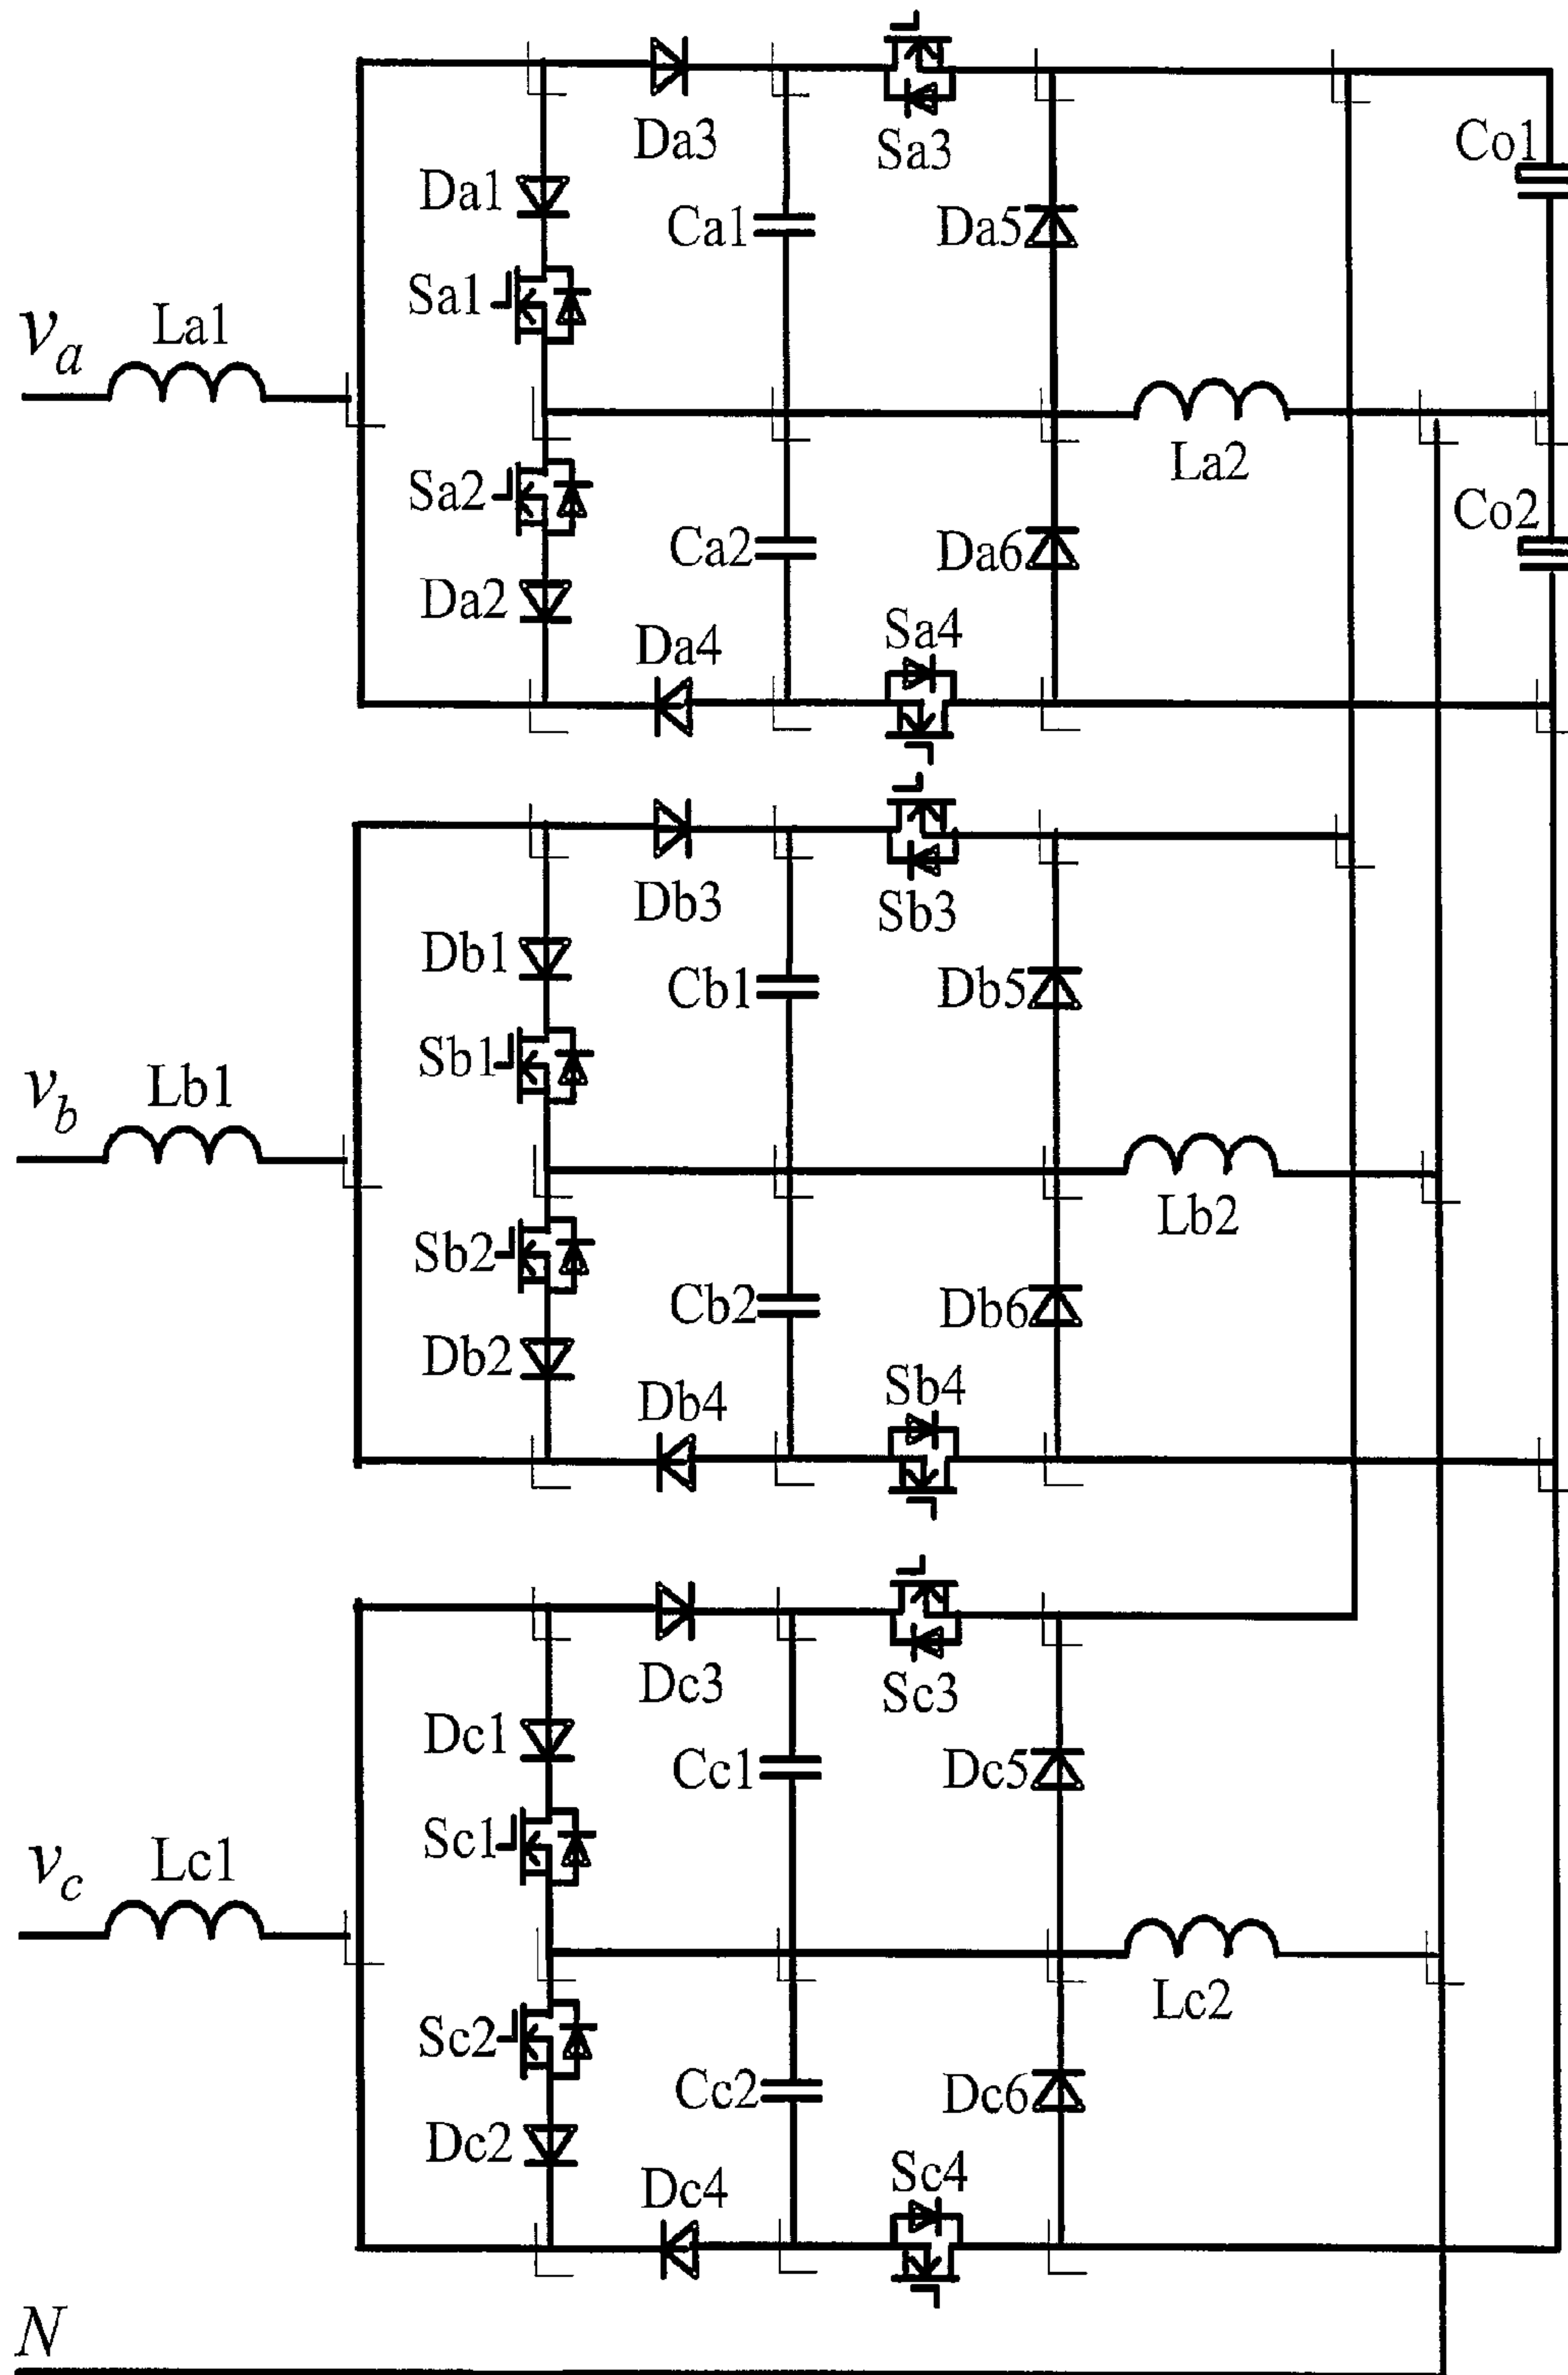 Da3
Sa3
Co1
Da1
Ca1
Da5
Sa1
La1
va
La2
Sa2
Co2
Ca2
Da6
Da2
Sa4
Da4
Db3
Sb3
Db1
Cb1
Db5
Sb1
Lb1
vb
Lb2
Sb2
Cb2
Db6
Db2
Sb4
Db4
Dc3
Sc3
Dc1
Cc1
Dc5
Sc1
Lc1
vc
Lc2
Sc2
Cc2
Dc6
Dc2
Sc4
Dc4
N